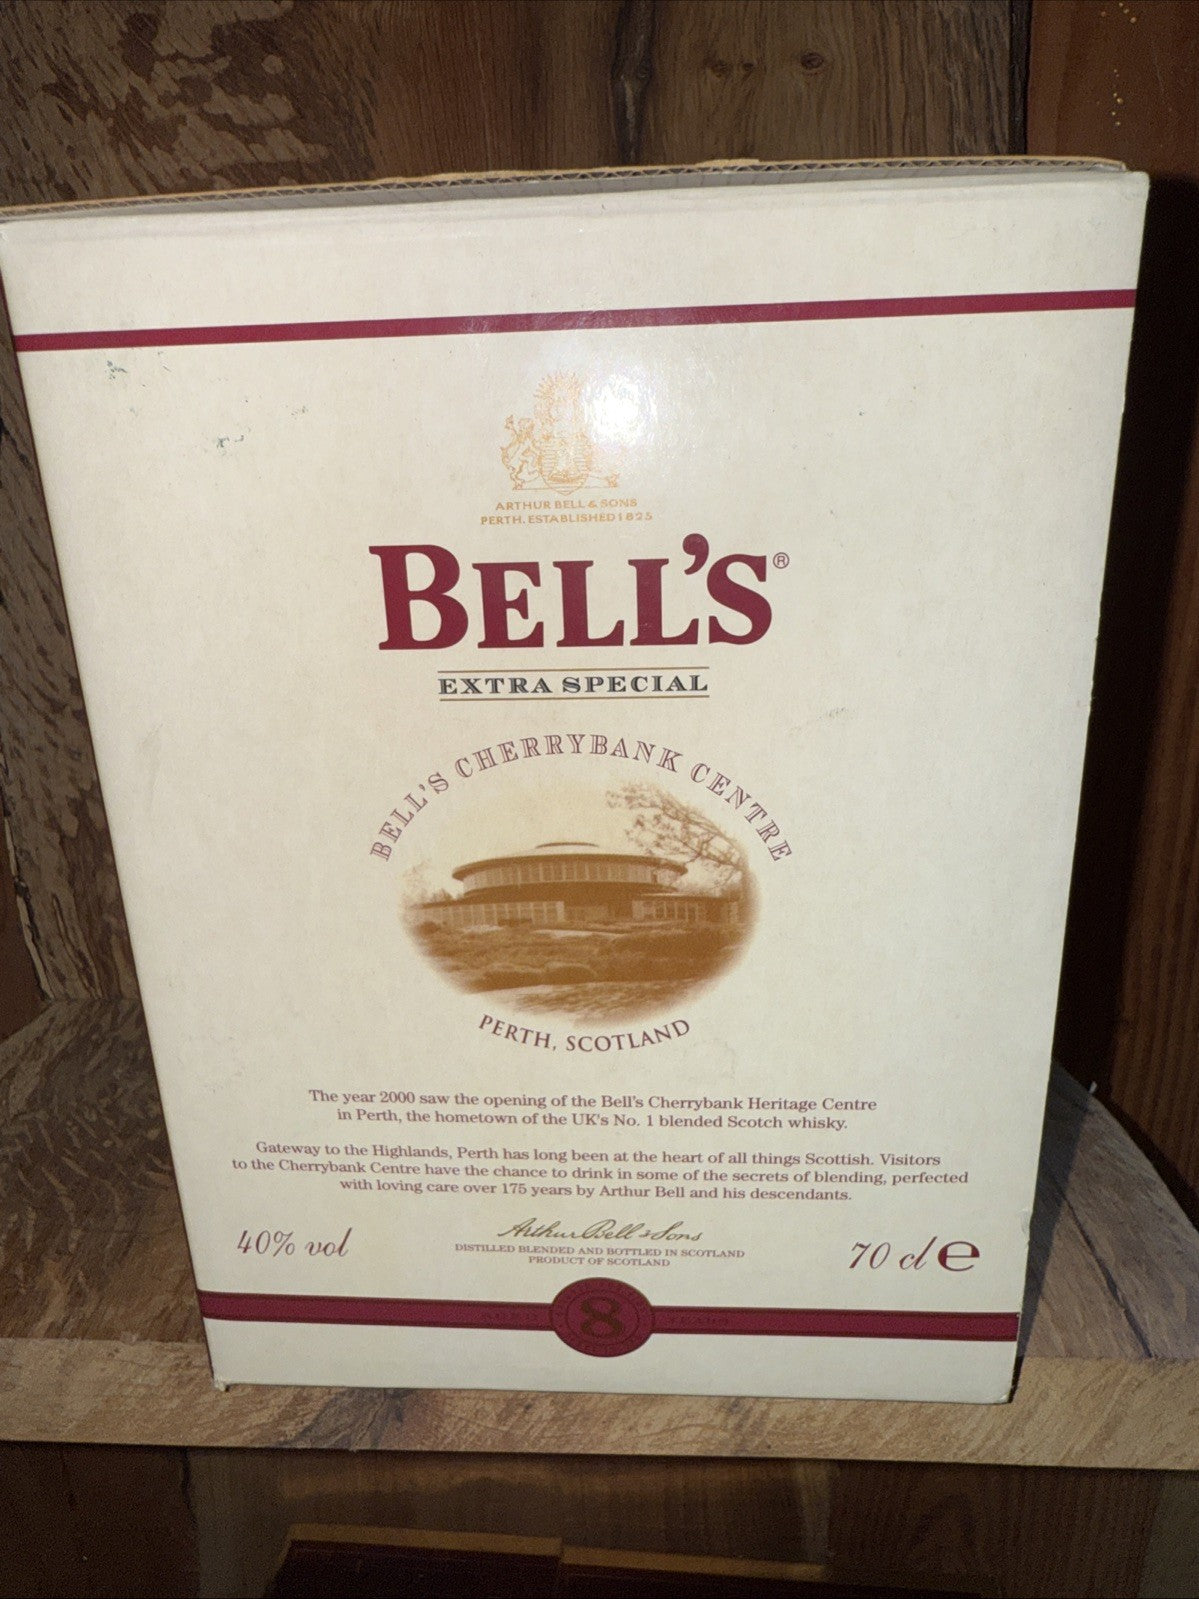 ARTHUR BELL & SONS
PERTH. ESTABLISHED 1825
BELL'S®
EXTRA SPECIAL
BELL'S CHERRYBANK CENTRE
PERTH, SCOTLAND
The year 2000 saw the opening of the Bell's Cherrybank Heritage Centre
in Perth, the hometown of the UK's No. 1 blended Scotch whisky.
Gateway to the Highlands, Perth has long been at the heart of all things Scottish. Visitors
to the Cherrybank Centre have the chance to drink in some of the secrets of blending, perfected
with loving care over 175 years by Arthur Bell and his descendants.
40% vol
Arthur Bell & Sons
DISTILLED BLENDED AND BOTTLED IN SCOTLAND
PRODUCT OF SCOTLAND
70 cl e
AGED 8 YEARS